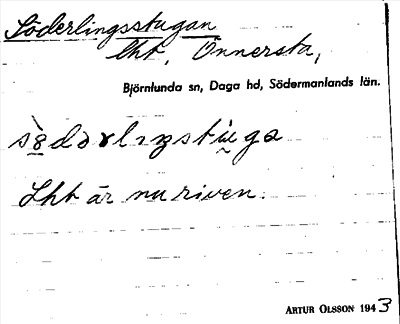 Söderlingsstugan
lht, Önnersta,
Björnlunda sn, Daga hd, Södermanlands län.
Lht är nu riven.
ARTUR OLSSON 1943